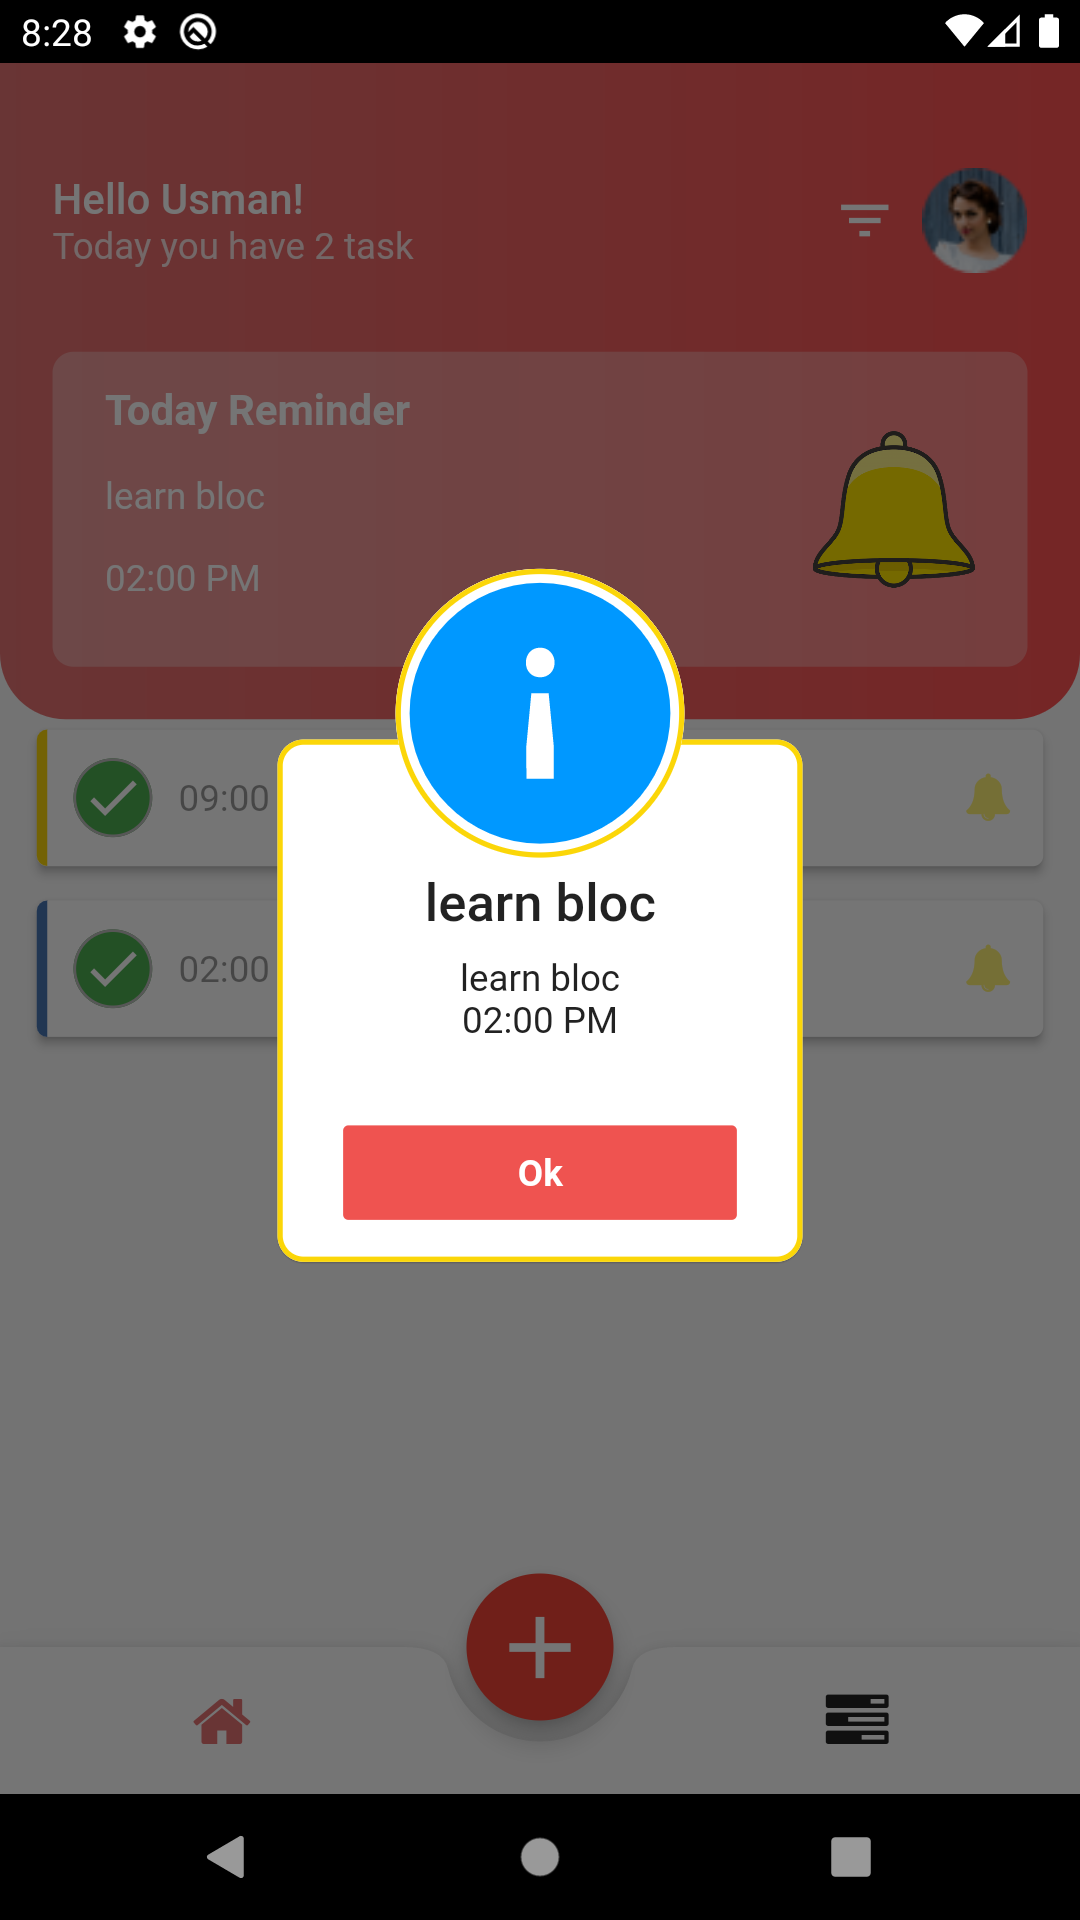 8:28
Hello Usman!
Today you have 2 task
Today Reminder
learn bloc
02:00 PM
09:00
02:00
learn bloc
learn bloc
02:00 PM
Ok